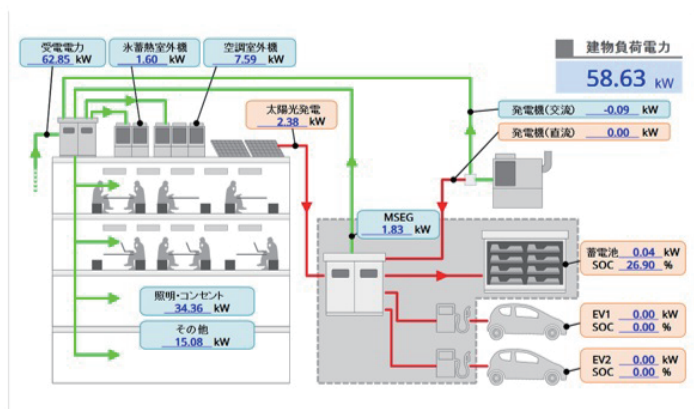 受電電力
62.85 kW
氷蓄熱室外機
1.60 kW
空調室外機
7.59 kW
建物負荷電力
58.63 kW
太陽光発電
2.38 kW
発電機(交流) -0.09 kW
発電機(直流) 0.00 kW
MSEG
1.83 kW
蓄電池 0.04 kW
SOC 26.90 %
照明・コンセント
34.36 kW
その他
15.08 kW
EV1 0.00 kW
SOC 0.00 %
EV2 0.00 kW
SOC 0.00 %